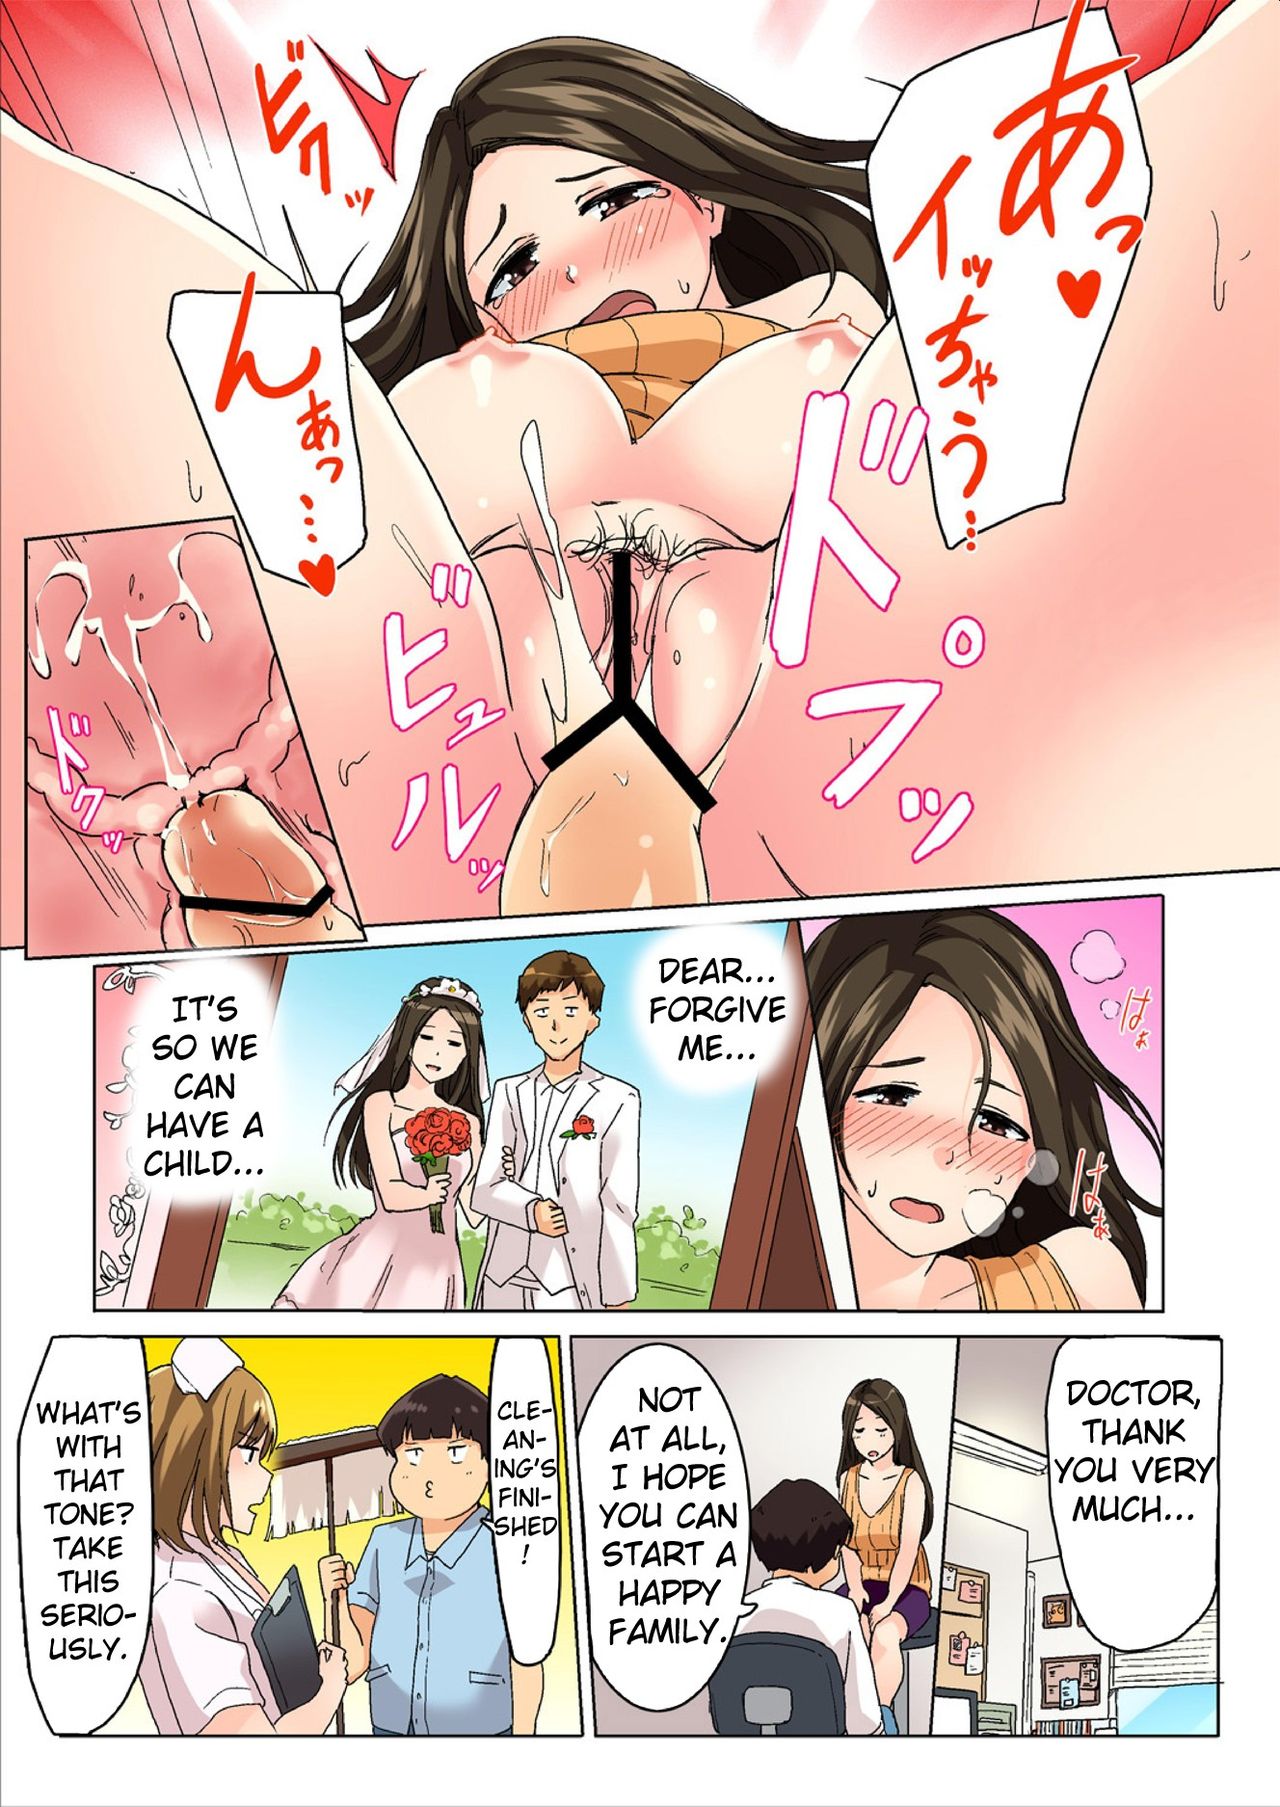 あっ♥
イッちゃう…
ビクッ
んあっ…♥
ドプッ
ビュルルッ
ドクッ
はぁ
はぁ
DEAR...
FORGIVE
ME...
IT'S
SO WE
CAN
HAVE A
CHILD...
DOCTOR,
THANK
YOU VERY
MUCH...
NOT
AT ALL,
I HOPE
YOU CAN
START A
HAPPY
FAMILY.
CLE-
AN-
ING'S
FINI-
SHED
!
WHAT'S
WITH
THAT
TONE?
TAKE
THIS
SERIO-
USLY.